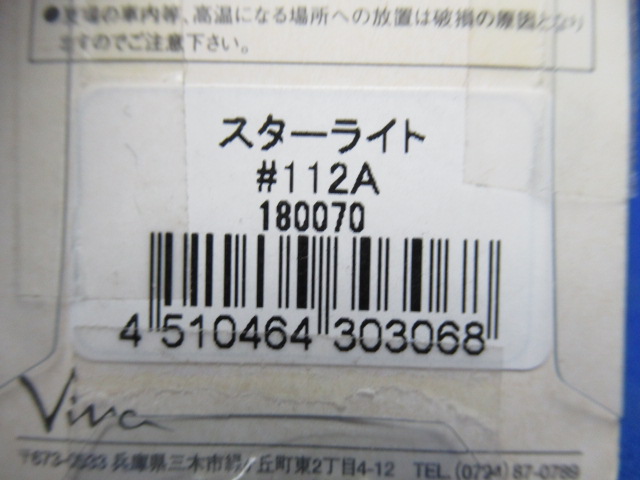 ●夏場の車内等、高温になる場所への放置は破損の原因となり
ますのでご注意下さい。
スターライト
#112A
180070
4 510464 303068
Viva
〒673-0533 兵庫県三木市緑が丘町東2丁目4-12 TEL.(0794)87-0789